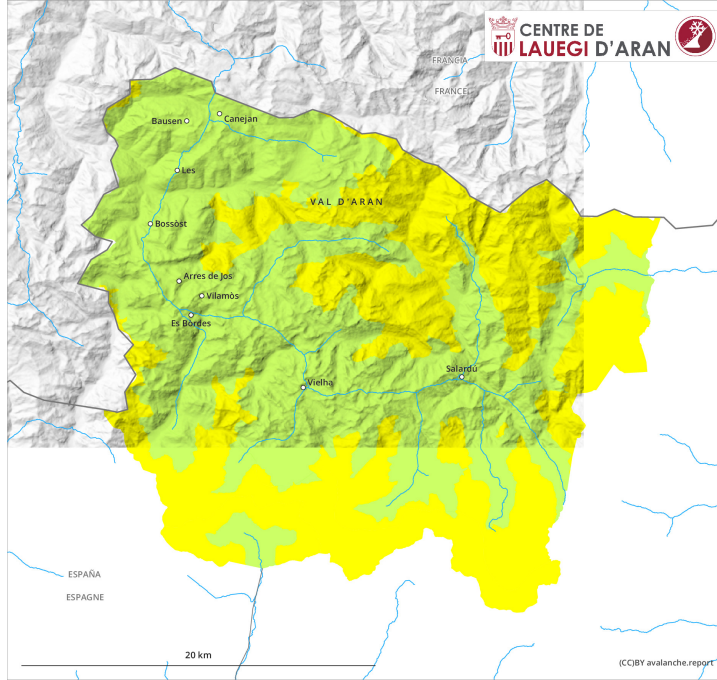 CENTRE DE
LAUEGI D'ARAN
FRANCIA
FRANCE
Bausen
Canejan
Les
VAL D'ARAN
Bossòst
Arres de Jos
Vilamòs
Es Bòrdes
Vielha
Salardú
ESPAÑA
ESPAGNE
20 km
(CC)BY avalanche.report